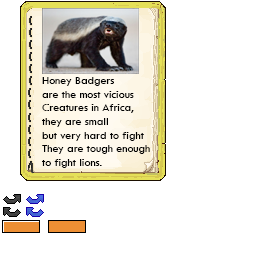 Honey Badgers
are the most vicious
Creatures in Africa,
they are small
but very hard to fight
They are tough enough
to fight lions.